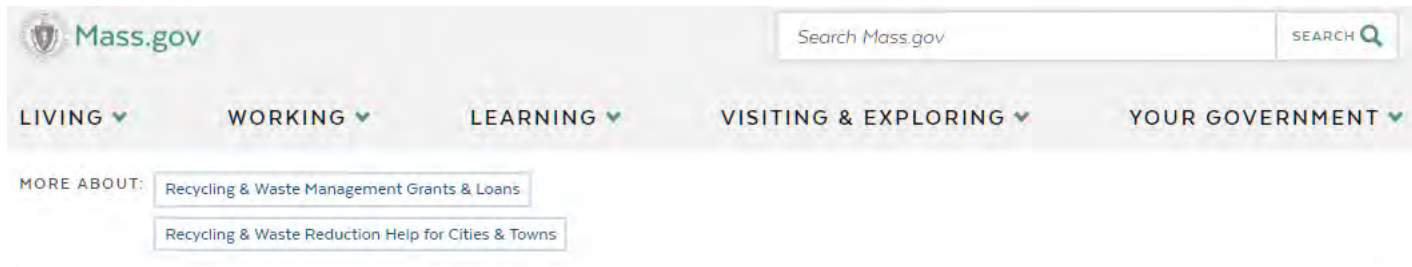 Mass.gov
Search Mass.gov SEARCH
LIVING WORKING LEARNING VISITING & EXPLORING YOUR GOVERNMENT
MORE ABOUT: Recycling & Waste Management Grants & Loans
Recycling & Waste Reduction Help for Cities & Towns